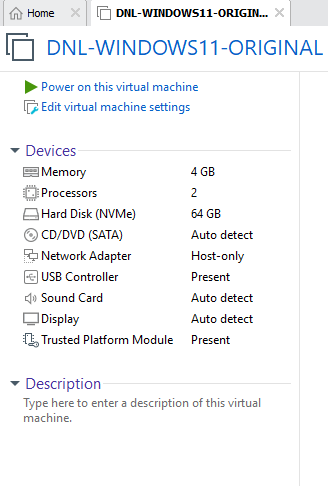 Home
DNL-WINDOWS11-ORIGIN...
DNL-WINDOWS11-ORIGINAL
Power on this virtual machine
Edit virtual machine settings
Devices
Memory 4 GB
Processors 2
Hard Disk (NVMe) 64 GB
CD/DVD (SATA) Auto detect
Network Adapter Host-only
USB Controller Present
Sound Card Auto detect
Display Auto detect
Trusted Platform Module Present
Description
Type here to enter a description of this virtual
machine.